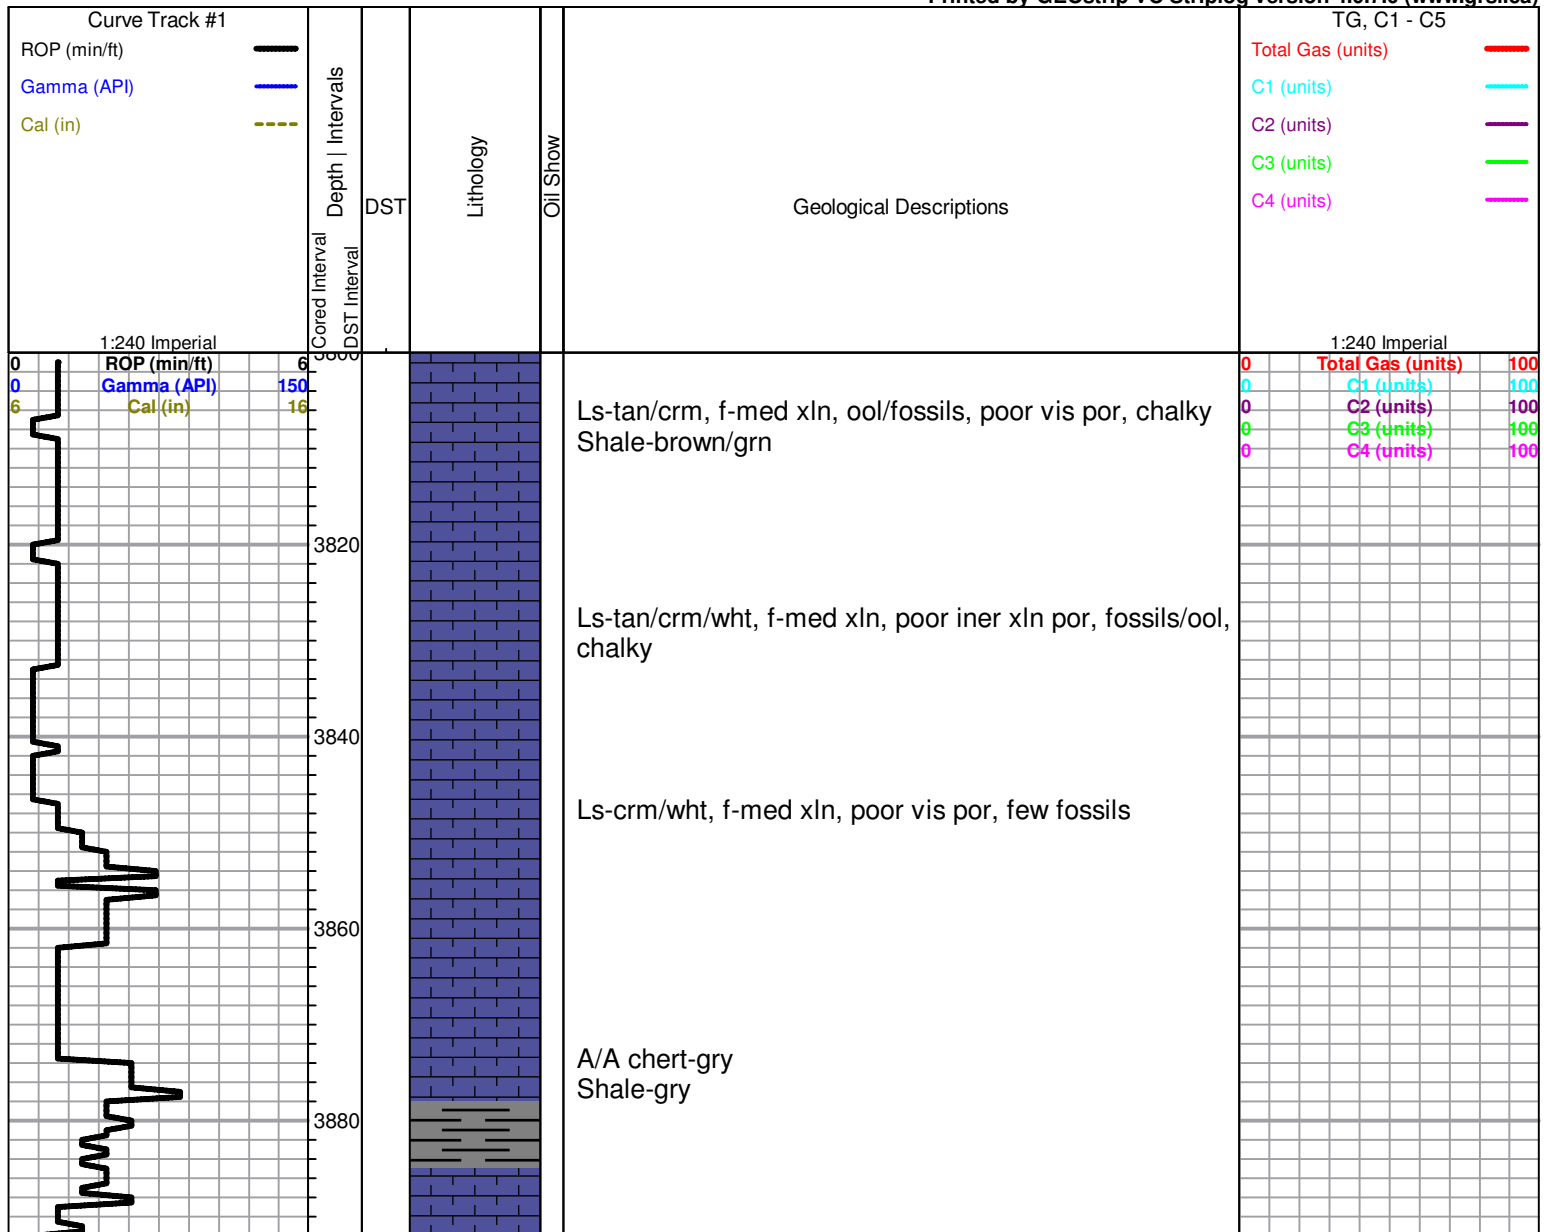 Curve Track #1
ROP (min/ft)
Gamma (API)
Cal (in)
1:240 Imperial
Depth | Intervals
Cored Interval
DST Interval
DST
Lithology
Oil Show
Geological Descriptions
TG, C1 - C5
Total Gas (units)
C1 (units)
C2 (units)
C3 (units)
C4 (units)
1:240 Imperial
0 ROP (min/ft) 6
0 Gamma (API) 150
6 Cal (in) 16
0 Total Gas (units) 100
0 C1 (units) 100
0 C2 (units) 100
0 C3 (units) 100
0 C4 (units) 100
3800
Ls-tan/crm, f-med xln, ool/fossils, poor vis por, chalky
Shale-brown/grn
3820
Ls-tan/crm/wht, f-med xln, poor iner xln por, fossils/ool,
chalky
3840
Ls-crm/wht, f-med xln, poor vis por, few fossils
3860
A/A chert-gry
Shale-gry
3880